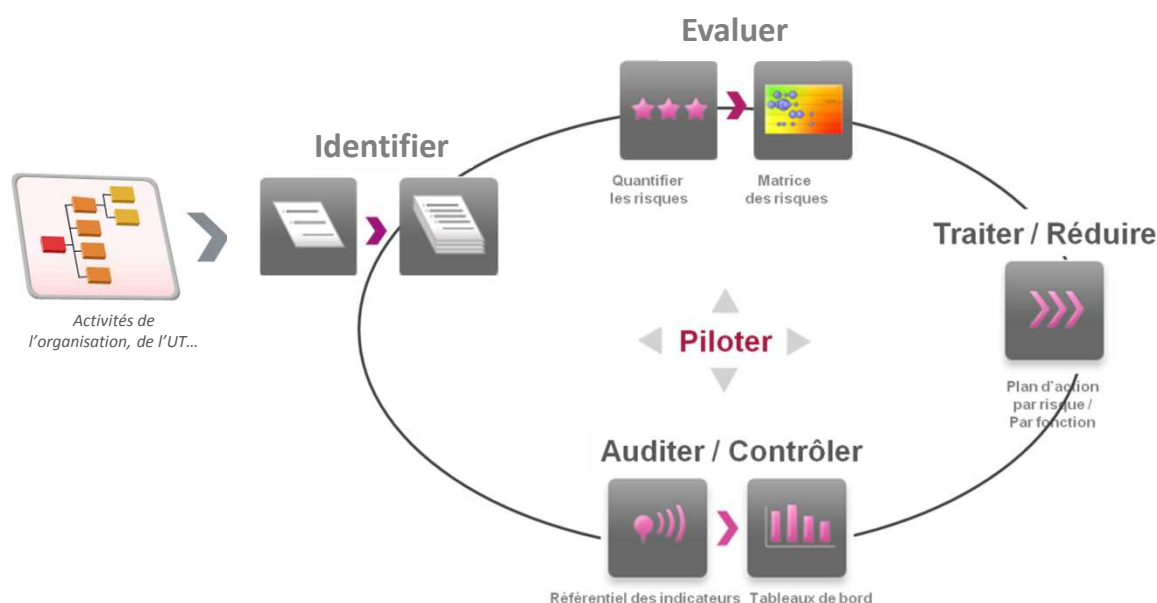 Evaluer
Identifier
Quantifier
les risques
Matrice
des risques
Traiter / Réduire
Activités de
l’organisation, de l’UT…
Piloter
Plan d’action
par risque /
Par fonction
Auditer / Contrôler
Référentiel des indicateurs
Tableaux de bord